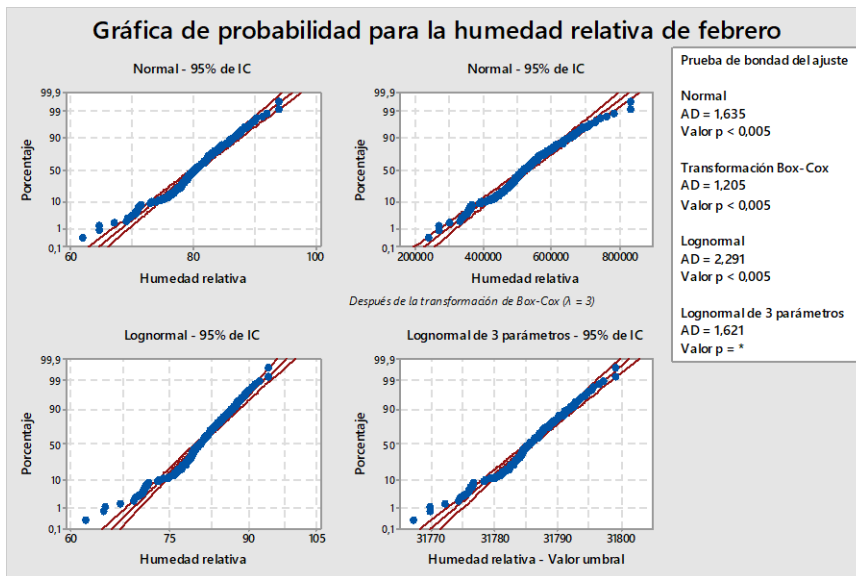 Gráfica de probabilidad para la humedad relativa de febrero
Normal - 95% de IC
99,9
99
90
50
10
1
0,1
Porcentaje
60
80
100
Humedad relativa
Normal - 95% de IC
99,9
99
90
50
10
1
0,1
Porcentaje
200000
400000
600000
800000
Humedad relativa
Después de la transformación de Box-Cox (λ = 3)
Lognormal - 95% de IC
99,9
99
90
50
10
1
0,1
Porcentaje
60
75
90
105
Humedad relativa
Lognormal de 3 parámetros - 95% de IC
99,9
99
90
50
10
1
0,1
Porcentaje
31770
31780
31790
31800
Humedad relativa - Valor umbral
Prueba de bondad del ajuste
Normal
AD = 1,635
Valor p < 0,005
Transformación Box-Cox
AD = 1,205
Valor p < 0,005
Lognormal
AD = 2,291
Valor p < 0,005
Lognormal de 3 parámetros
AD = 1,621
Valor p = *